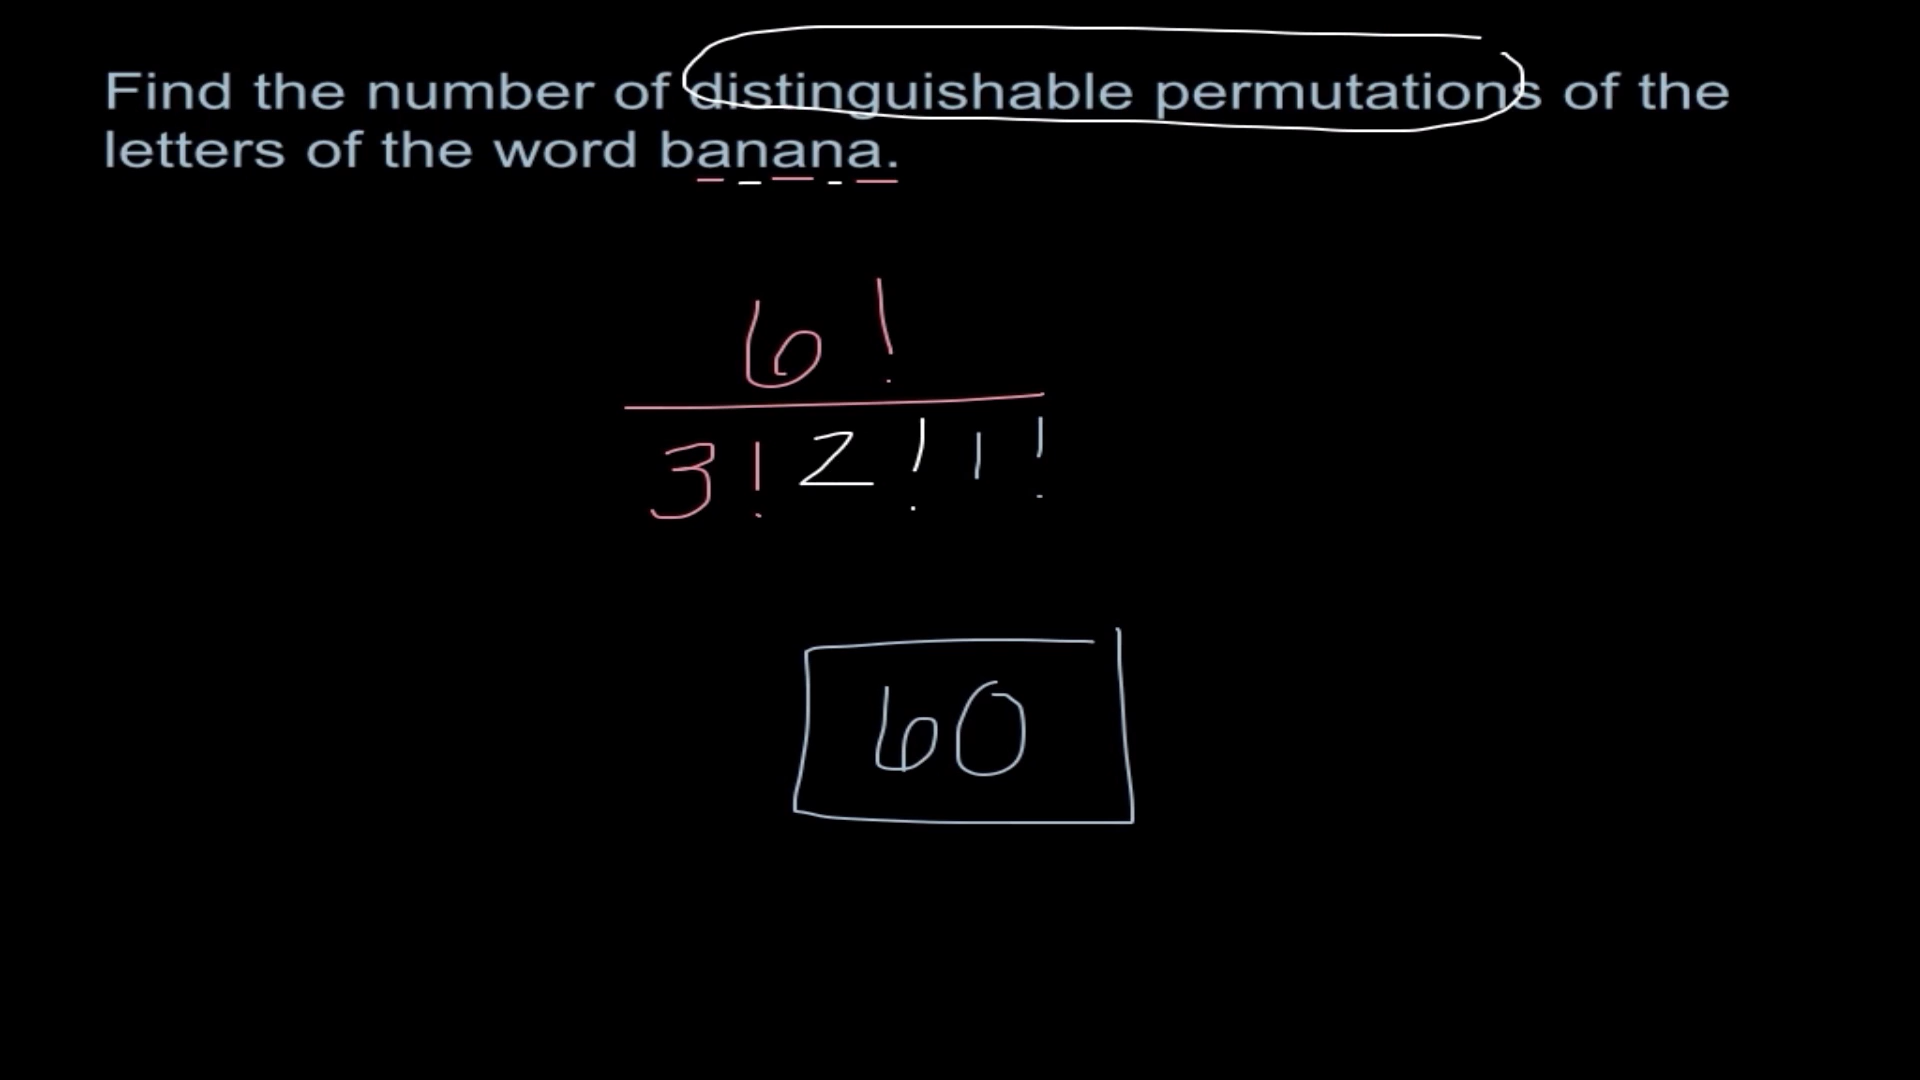 Find the number of distinguishable permutations of the
letters of the word banana.
6!
3! 2! 1!
60